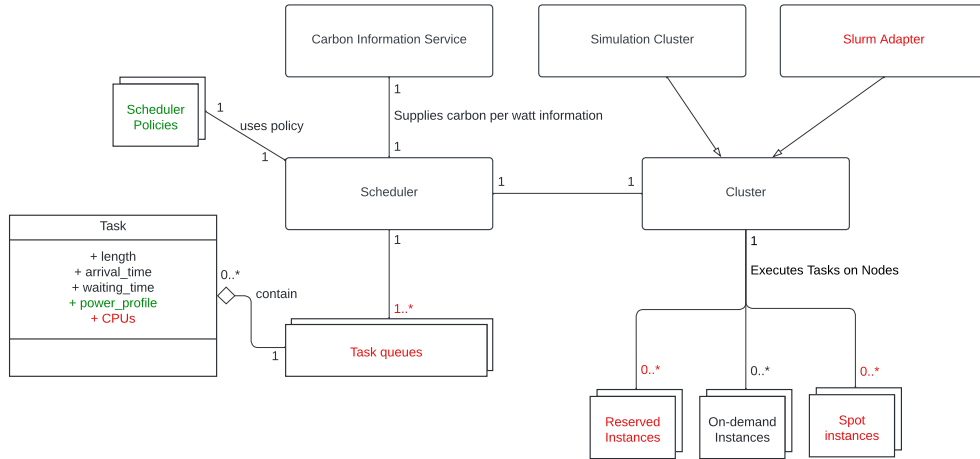 Carbon Information Service
Simulation Cluster
Slurm Adapter
Scheduler
Policies
1
uses policy
1
1
Supplies carbon per watt information
1
Scheduler
1
1
Cluster
Task
+ length
+ arrival_time
+ waiting_time
+ power_profile
+ CPUs
0..*
contain
1
1
1..*
Task queues
1
Executes Tasks on Nodes
0..*
0..*
0..*
Reserved
Instances
On-demand
Instances
Spot
instances